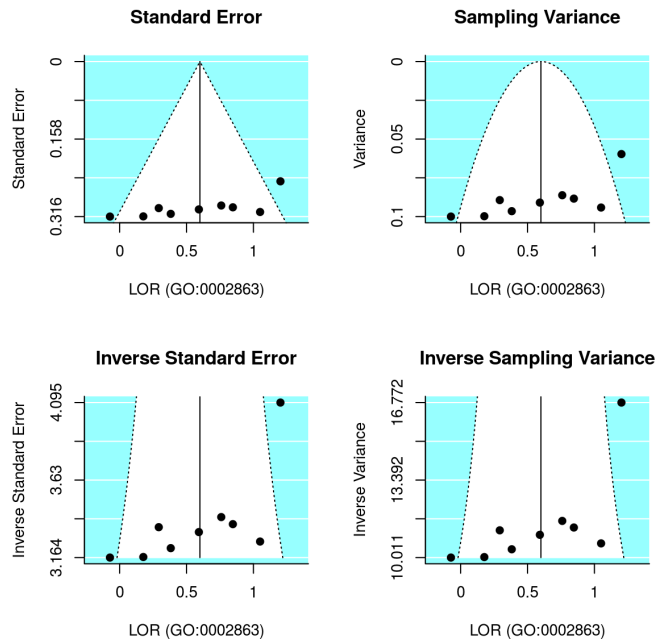 Standard Error
Standard Error
0
0.158
0.316
0
0.5
1
LOR (GO:0002863)
Sampling Variance
Variance
0
0.05
0.1
0
0.5
1
LOR (GO:0002863)
Inverse Standard Error
Inverse Standard Error
4.095
3.63
3.164
0
0.5
1
LOR (GO:0002863)
Inverse Sampling Variance
Inverse Variance
16.772
13.392
10.011
0
0.5
1
LOR (GO:0002863)